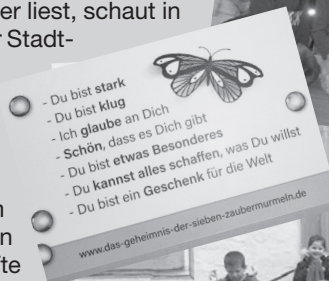 er liest, schaut in
Stadt-
- Du bist stark
- Du bist klug
- Ich glaube an Dich
- Schön, dass es Dich gibt
- Du bist etwas Besonderes
- Du kannst alles schaffen, was Du willst
- Du bist ein Geschenk für die Welt
www.das-geheimnis-der-sieben-zaubermurmeln.de